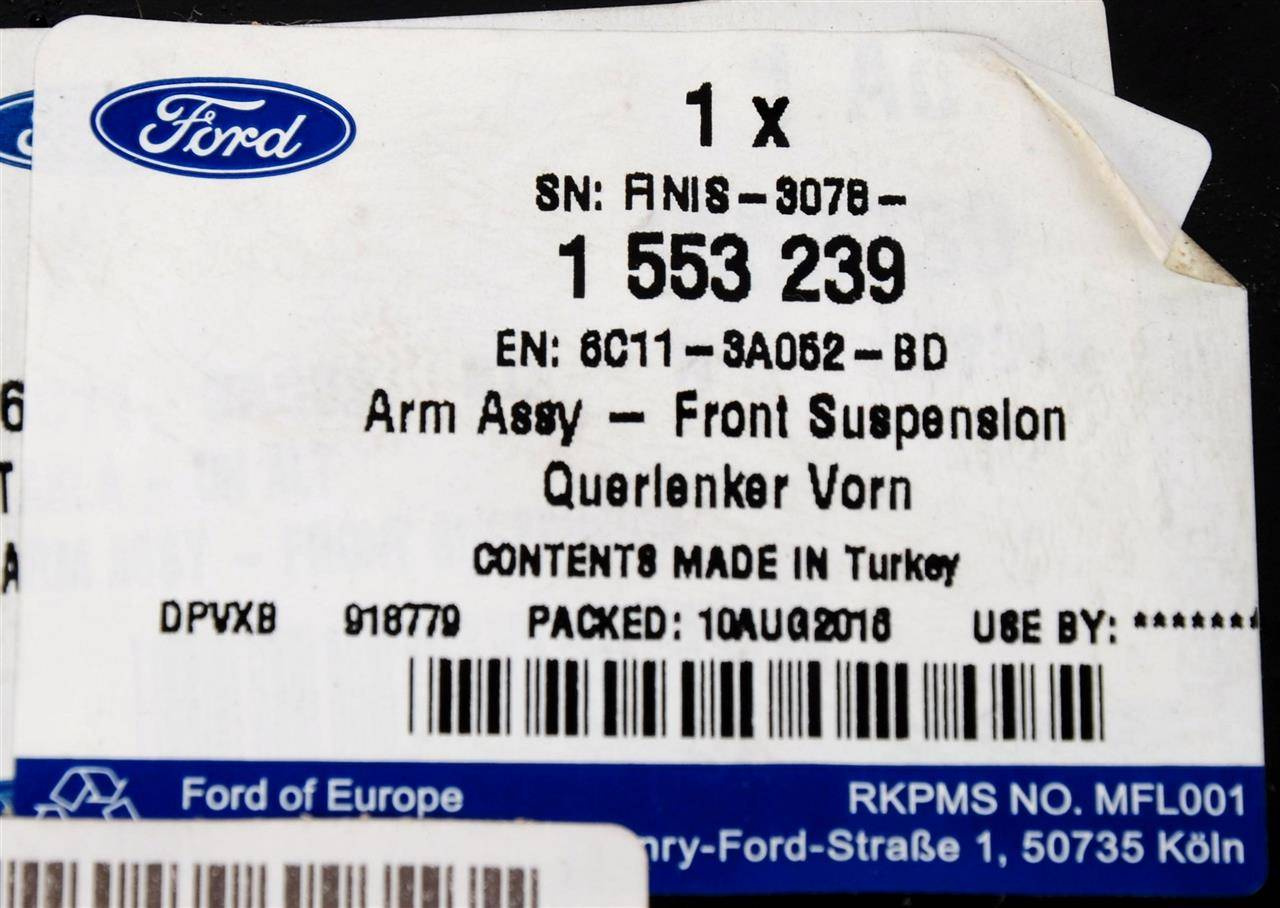 Ford
1 x
SN: FINIS-3078-
1 553 239
EN: 6C11-3A052-BD
Arm Assy - Front Suspension
Querlenker Vorn
CONTENTS MADE IN Turkey
DPVXB 918779 PACKED: 10AUG2016 USE BY: *******
Ford of Europe RKPMS NO. MFL001
nry-Ford-Straße 1, 50735 Köln
6
T
A